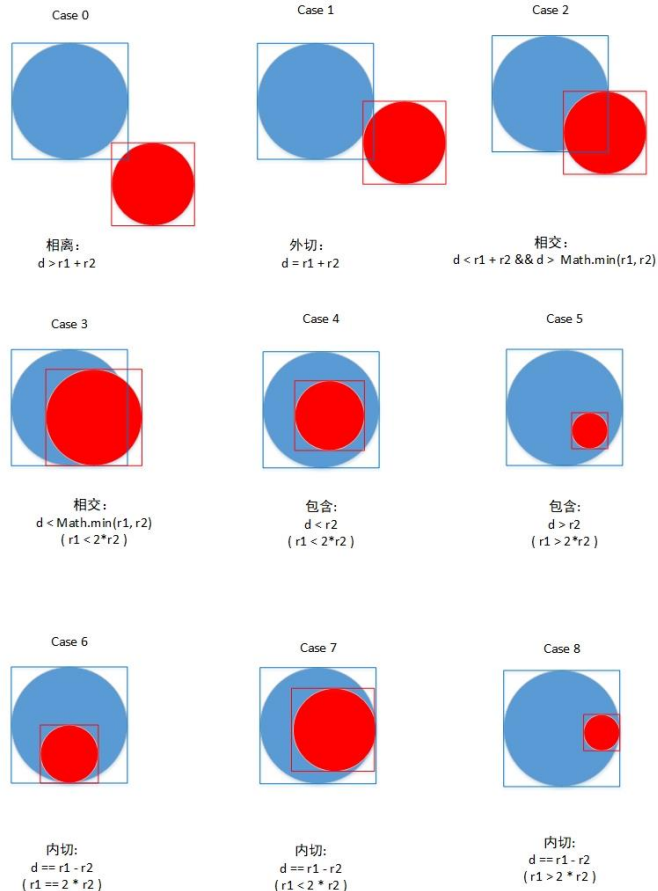 Case 0
Case 1
Case 2
相离：
d > r1 + r2
外切：
d = r1 + r2
相交：
d < r1 + r2 && d > Math.min(r1, r2)
Case 3
Case 4
Case 5
相交：
d < Math.min(r1, r2)
( r1 < 2*r2 )
包含:
d < r2
( r1 < 2*r2 )
包含:
d > r2
( r1 > 2*r2 )
Case 6
Case 7
Case 8
内切:
d == r1 - r2
( r1 == 2 * r2 )
内切:
d == r1 - r2
( r1 < 2 * r2 )
内切:
d == r1 - r2
( r1 > 2 * r2 )